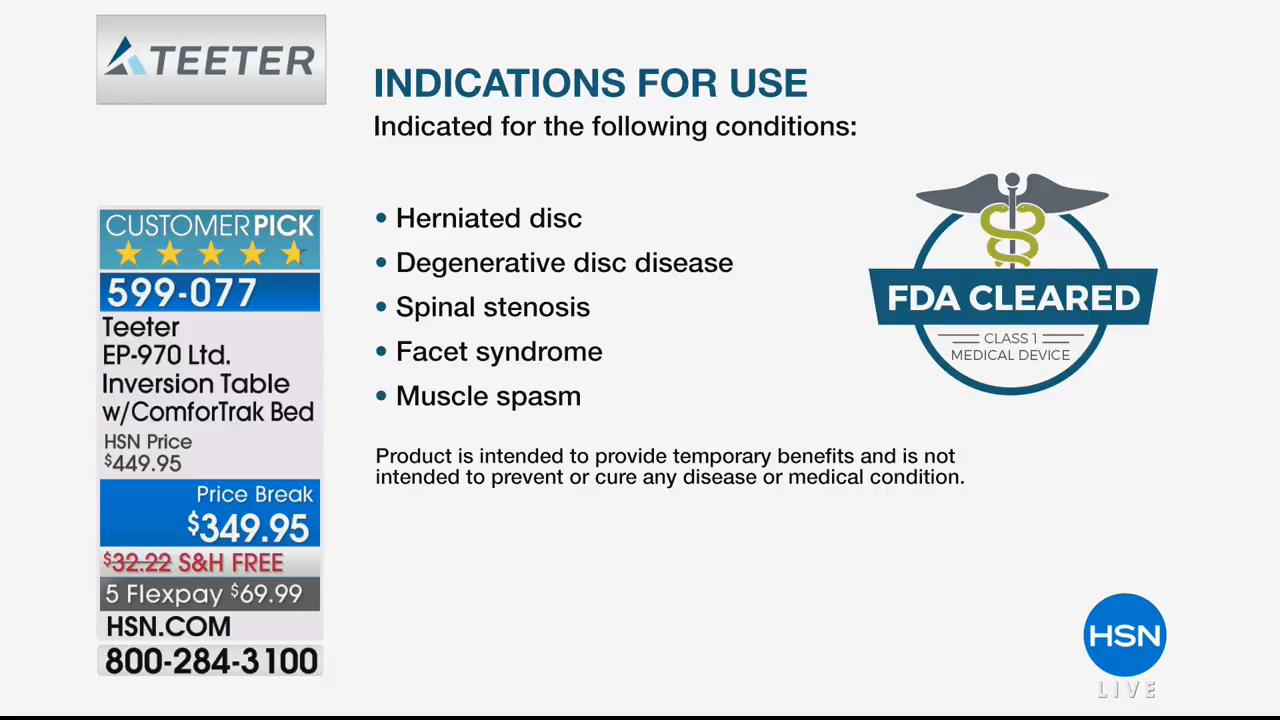 TEETER
INDICATIONS FOR USE
Indicated for the following conditions:
• Herniated disc
• Degenerative disc disease
• Spinal stenosis
• Facet syndrome
• Muscle spasm
Product is intended to provide temporary benefits and is not
intended to prevent or cure any disease or medical condition.
FDA CLEARED
CLASS 1
MEDICAL DEVICE
CUSTOMER PICK
599-077
Teeter
EP-970 Ltd.
Inversion Table
w/ComforTrak Bed
HSN Price
$449.95
Price Break
$349.95
$32.22 S&H FREE
5 Flexpay $69.99
HSN.COM
800-284-3100
HSN
LIVE